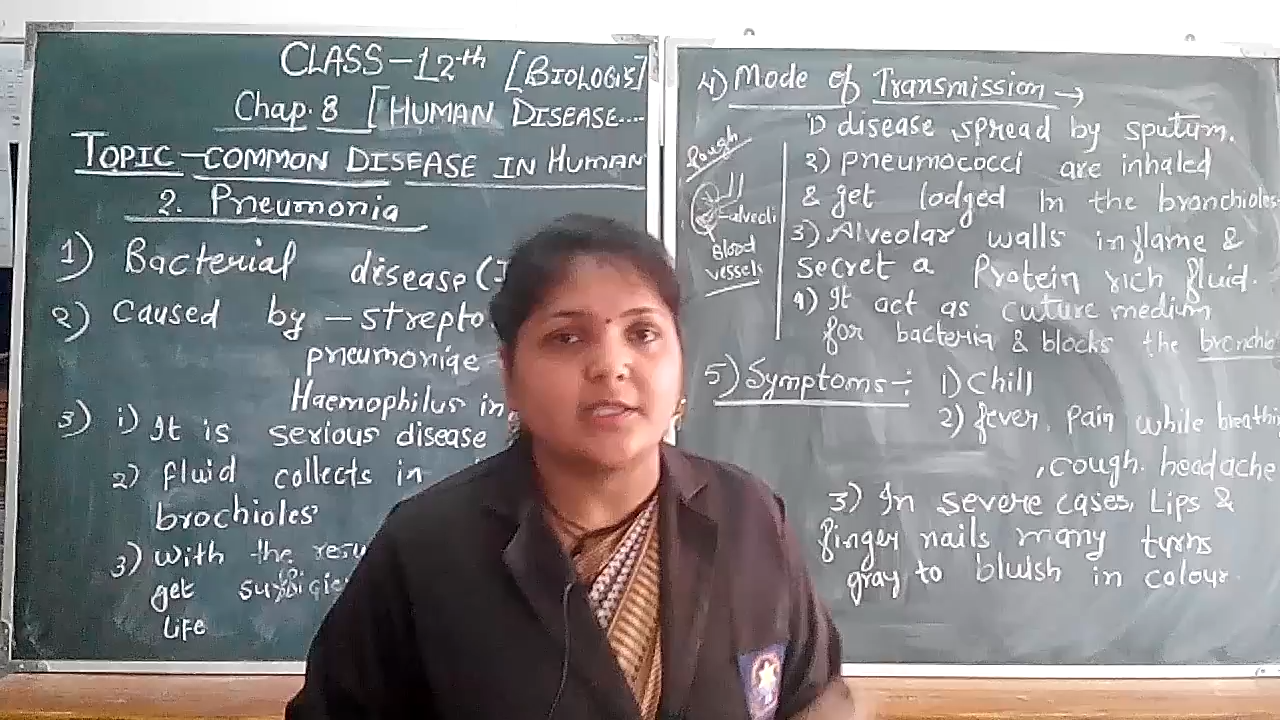 CLASS-12th [BIOLOGY]
Chap. 8 [HUMAN DISEASE....
TOPIC - COMMON DISEASE IN HUMAN
2. Pneumonia
1) Bacterial disease (
2) Caused by - strepto
pneumoniae
Haemophilus in
3) i) It is serious disease
2) fluid collects in
brochioles
3) with the resu
get
life
4) Mode of Transmission →
1) disease spread by sputum.
2) pneumococci are inhaled
& get lodged in the branchioles
3) Alveolar walls inflame &
secret a Protein rich fluid.
4) It act as cuture medium
for bacteria & blocks the bronchio
alveoli
Blood
vessels
5) Symptoms :- 1) Chill
2) fever, pain while breathi
, cough. headache
3) In severe cases, Lips &
finger nails many turns
gray to bluish in colour.